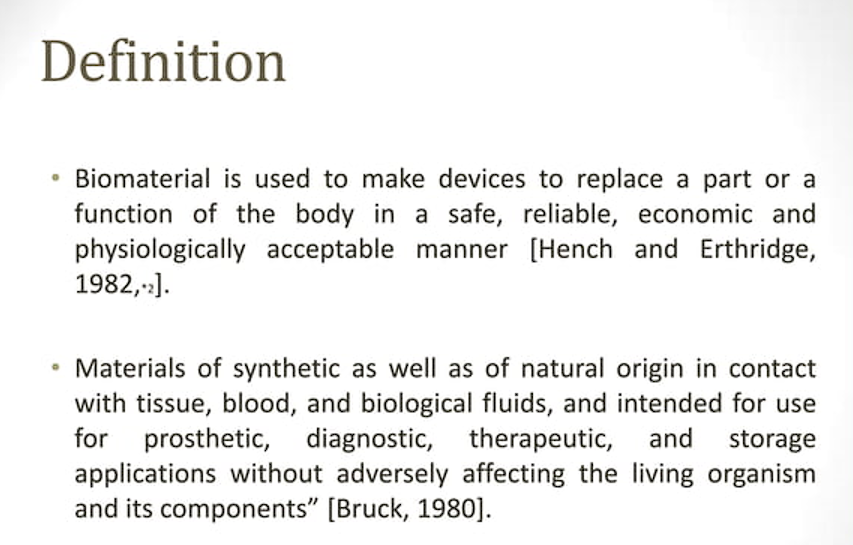 Definition
• Biomaterial is used to make devices to replace a part or a
function of the body in a safe, reliable, economic and
physiologically acceptable manner [Hench and Erthridge,
1982,·2].
• Materials of synthetic as well as of natural origin in contact
with tissue, blood, and biological fluids, and intended for use
for prosthetic, diagnostic, therapeutic, and storage
applications without adversely affecting the living organism
and its components” [Bruck, 1980].